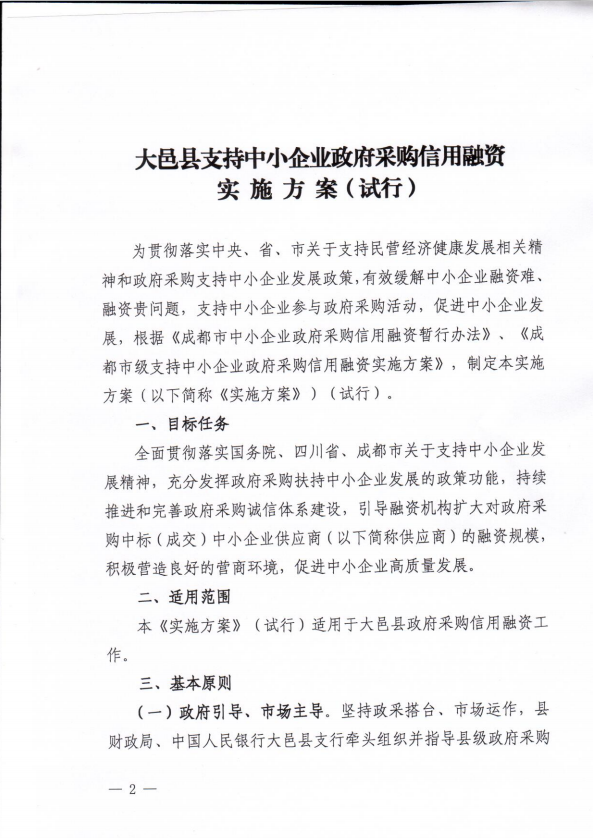 大邑县支持中小企业政府采购信用融资
实施方案（试行）
为贯彻落实中央、省、市关于支持民营经济健康发展相关精
神和政府采购支持中小企业发展政策，有效缓解中小企业融资难、
融资贵问题，支持中小企业参与政府采购活动，促进中小企业发
展，根据《成都市中小企业政府采购信用融资暂行办法》、《成
都市级支持中小企业政府采购信用融资实施方案》，制定本实施
方案（以下简称《实施方案》）（试行）。
一、目标任务
全面贯彻落实国务院、四川省、成都市关于支持中小企业发
展精神，充分发挥政府采购扶持中小企业发展的政策功能，持续
推进和完善政府采购诚信体系建设，引导融资机构扩大对政府采
购中标（成交）中小企业供应商（以下简称供应商）的融资规模，
积极营造良好的营商环境，促进中小企业高质量发展。
二、适用范围
本《实施方案》（试行）适用于大邑县政府采购信用融资工
作。
三、基本原则
（一）政府引导、市场主导。坚持政采搭台、市场运作，县
财政局、中国人民银行大邑县支行牵头组织并指导县级政府采购
— 2 —